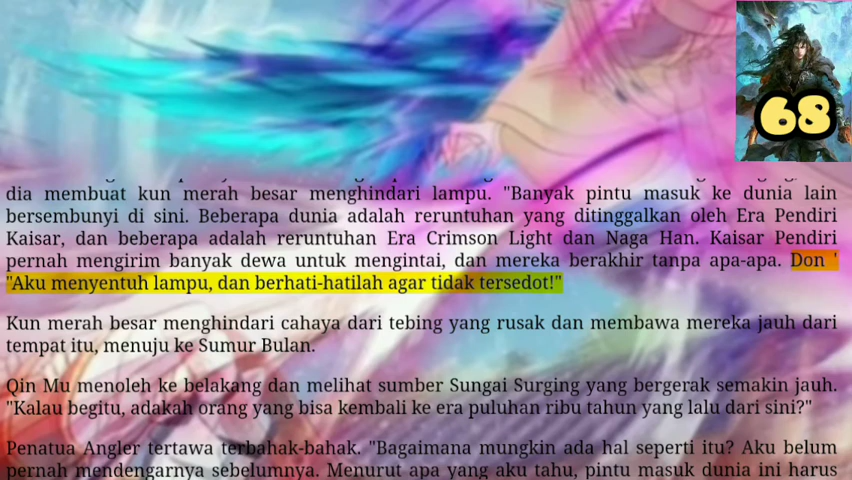 68
dia membuat kun merah besar menghindari lampu. "Banyak pintu masuk ke dunia lain
bersembunyi di sini. Beberapa dunia adalah reruntuhan yang ditinggalkan oleh Era Pendiri
Kaisar, dan beberapa adalah reruntuhan Era Crimson Light dan Naga Han. Kaisar Pendiri
pernah mengirim banyak dewa untuk mengintai, dan mereka berakhir tanpa apa-apa. Don '
"Aku menyentuh lampu, dan berhati-hatilah agar tidak tersedot!"
Kun merah besar menghindari cahaya dari tebing yang rusak dan membawa mereka jauh dari
tempat itu, menuju ke Sumur Bulan.
Qin Mu menoleh ke belakang dan melihat sumber Sungai Surging yang bergerak semakin jauh.
"Kalau begitu, adakah orang yang bisa kembali ke era puluhan ribu tahun yang lalu dari sini?"
Penatua Angler tertawa terbahak-bahak. "Bagaimana mungkin ada hal seperti itu? Aku belum
pernah mendengarnya sebelumnya. Menurut apa yang aku tahu, pintu masuk dunia ini harus